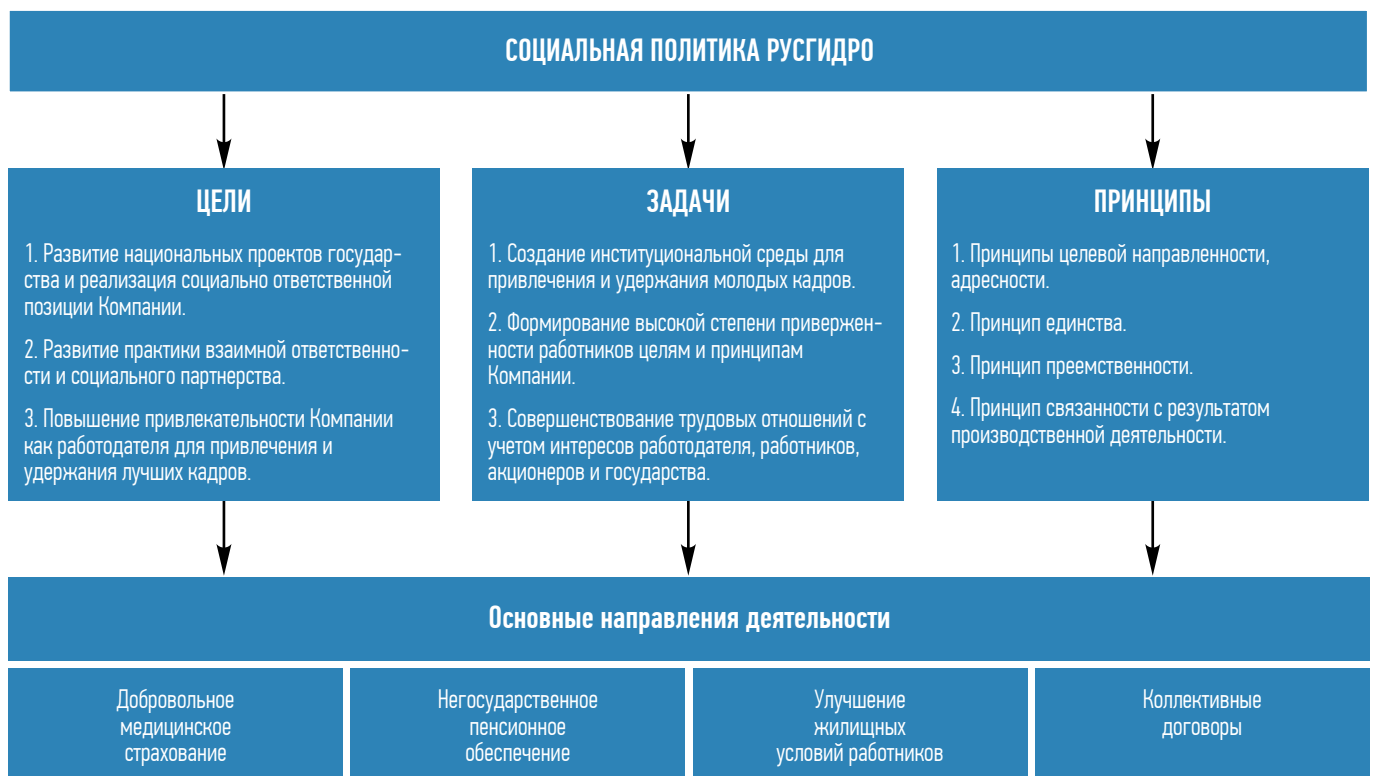 СОЦИАЛЬНАЯ ПОЛИТИКА РУСГИДРО
ЦЕЛИ
1. Развитие национальных проектов государ-
ства и реализация социально ответственной
позиции Компании.
2. Развитие практики взаимной ответственно-
сти и социального партнерства.
3. Повышение привлекательности Компании
как работодателя для привлечения и
удержания лучших кадров.
ЗАДАЧИ
1. Создание институциональной среды для
привлечения и удержания молодых кадров.
2. Формирование высокой степени привержен-
ности работников целям и принципам
Компании.
3. Совершенствование трудовых отношений с
учетом интересов работодателя, работников,
акционеров и государства.
ПРИНЦИПЫ
1. Принципы целевой направленности,
адресности.
2. Принцип единства.
3. Принцип преемственности.
4. Принцип связанности с результатом
производственной деятельности.
Основные направления деятельности
Добровольное
медицинское
страхование
Негосударственное
пенсионное
обеспечение
Улучшение
жилищных
условий работников
Коллективные
договоры